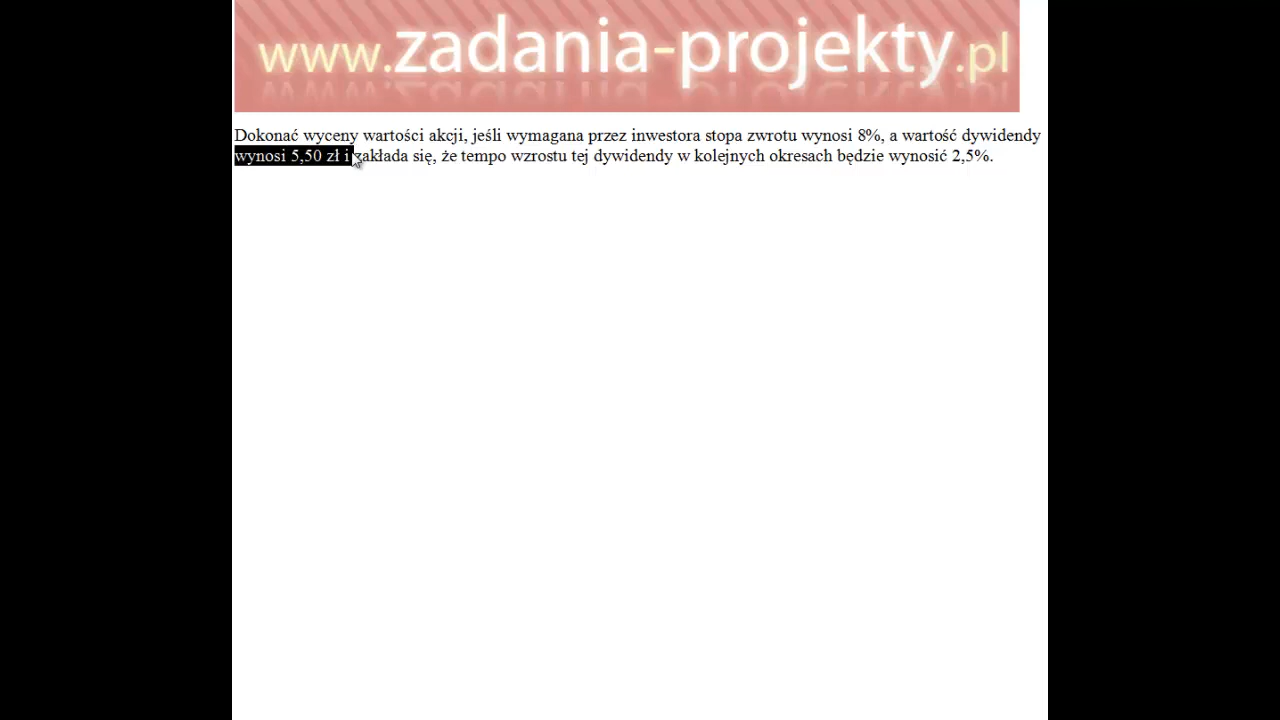 www.zadania-projekty.pl
Dokonać wyceny wartości akcji, jeśli wymagana przez inwestora stopa zwrotu wynosi 8%, a wartość dywidendy
wynosi 5,50 zł i zakłada się, że tempo wzrostu tej dywidendy w kolejnych okresach będzie wynosić 2,5%.